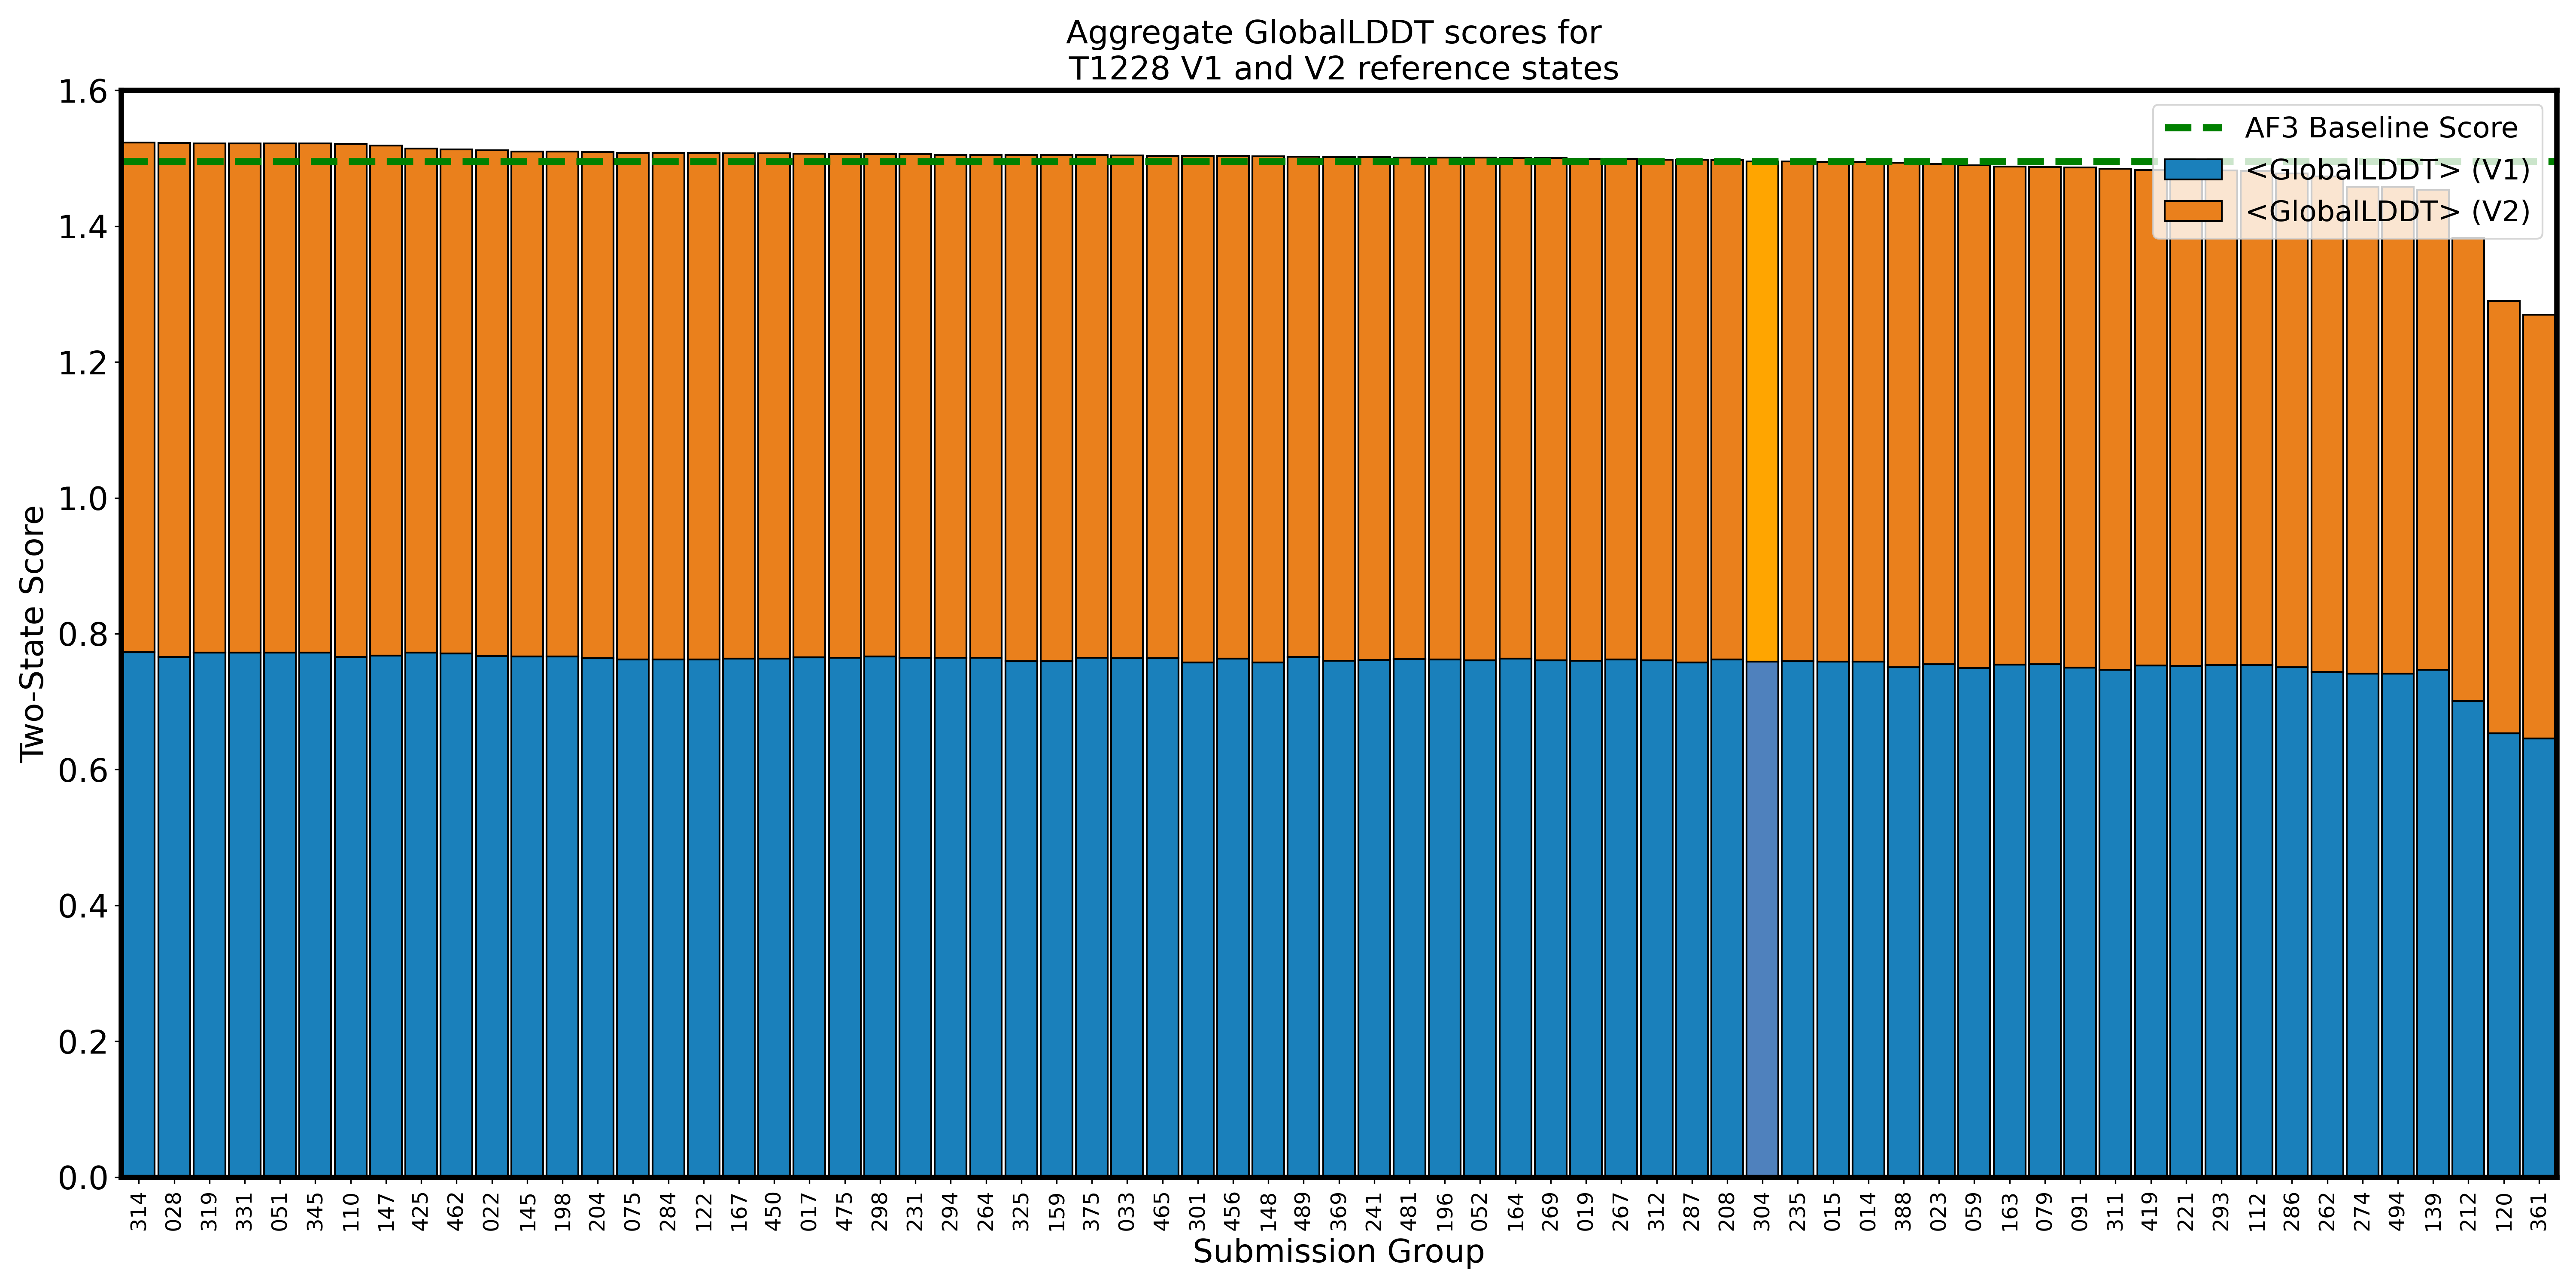 Aggregate GlobalLDDT scores for
T1228 V1 and V2 reference states
1.6
1.4
1.2
1.0
0.8
0.6
0.4
0.2
0.0
Two-State Score
AF3 Baseline Score
<GlobalLDDT> (V1)
<GlobalLDDT> (V2)
314 028 319 331 051 345 110 147 425 462 022 145 198 204 075 284 122 167 450 017 475 298 231 294 264 325 159 375 033 465 301 456 148 489 369 241 481 196 052 164 269 019 267 312 287 208 304 235 015 014 388 023 059 163 079 091 311 419 221 293 112 286 262 274 494 139 212 120 361
Submission Group